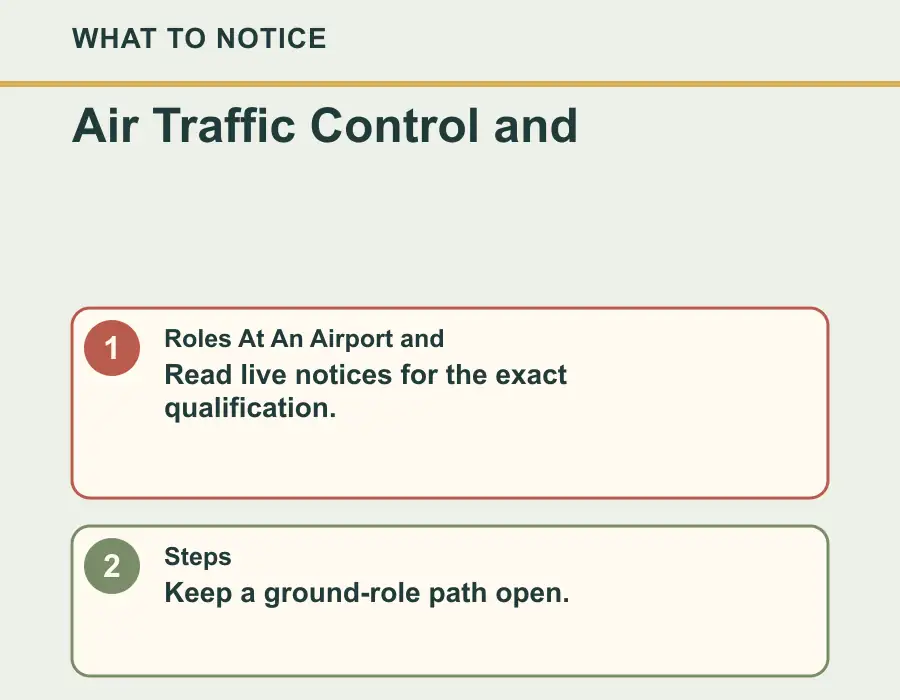 WHAT TO NOTICE
Air Traffic Control and
1
Roles At An Airport and
Read live notices for the exact
qualification.
2
Steps
Keep a ground-role path open.